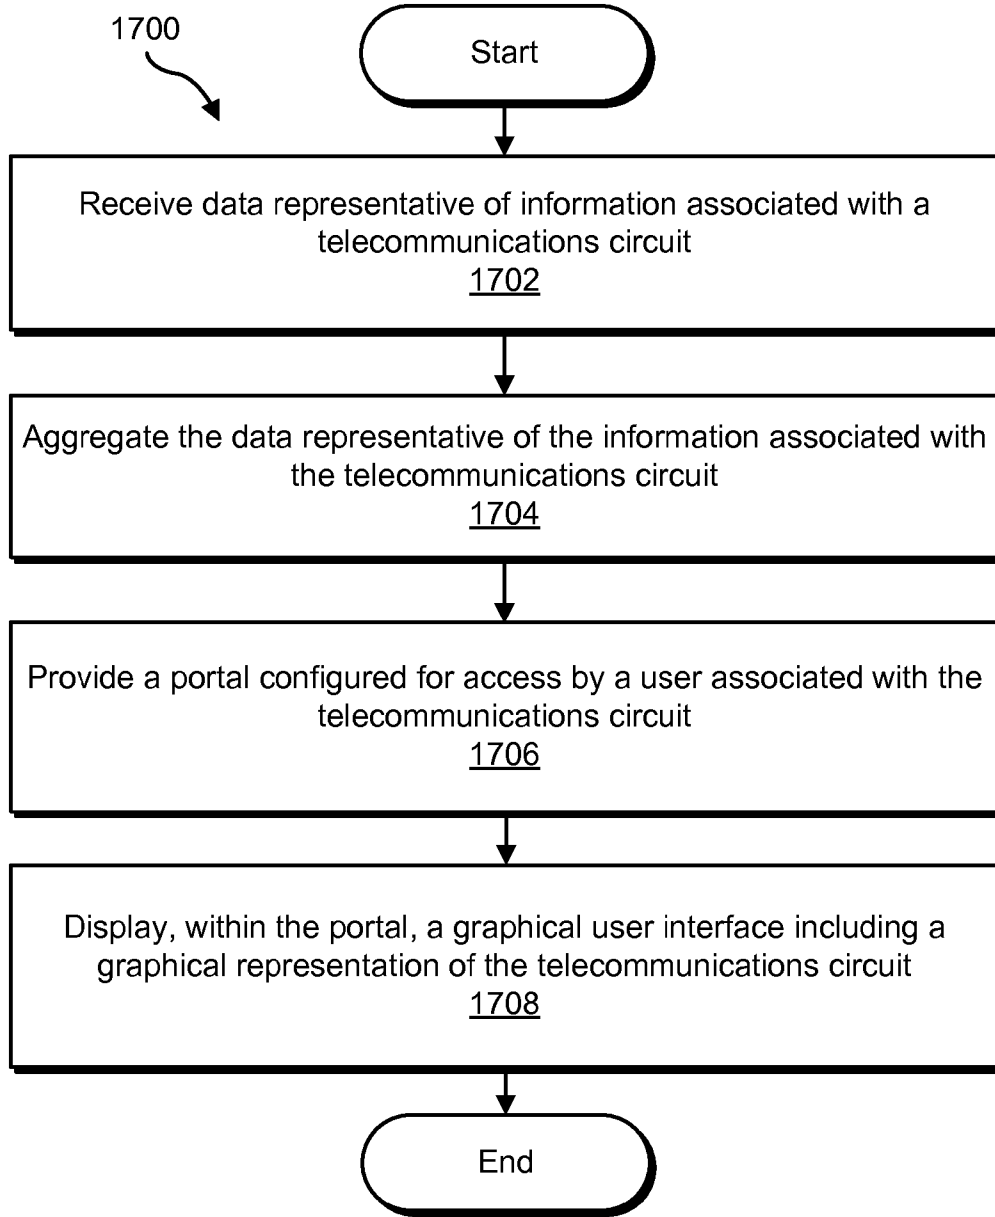 1700
Start
Receive data representative of information associated with a
telecommunications circuit
1702
Aggregate the data representative of the information associated with
the telecommunications circuit
1704
Provide a portal configured for access by a user associated with the
telecommunications circuit
1706
Display, within the portal, a graphical user interface including a
graphical representation of the telecommunications circuit
1708
End